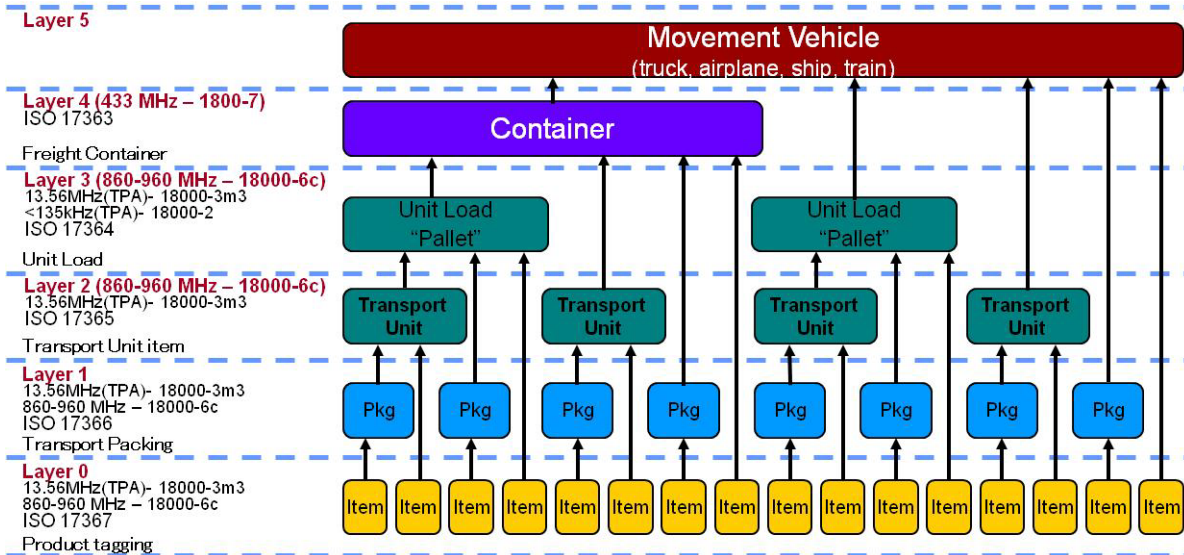 Layer 5
Movement Vehicle
(truck, airplane, ship, train)
Layer 4 (433 MHz – 1800-7)
ISO 17363
Freight Container
Container
Layer 3 (860-960 MHz – 18000-6c)
13.56MHz(TPA)- 18000-3m3
<135kHz(TPA)- 18000-2
ISO 17364
Unit Load
Unit Load
“Pallet”
Unit Load
“Pallet”
Layer 2 (860-960 MHz – 18000-6c)
13.56MHz(TPA)- 18000-3m3
ISO 17365
Transport Unit item
Transport
Unit
Transport
Unit
Transport
Unit
Transport
Unit
Layer 1
13.56MHz(TPA)- 18000-3m3
860-960 MHz – 18000-6c
ISO 17366
Transport Packing
Pkg Pkg Pkg Pkg Pkg Pkg Pkg Pkg
Layer 0
13.56MHz(TPA)- 18000-3m3
860-960 MHz – 18000-6c
ISO 17367
Product tagging
Item Item Item Item Item Item Item Item Item Item Item Item Item Item Item Item